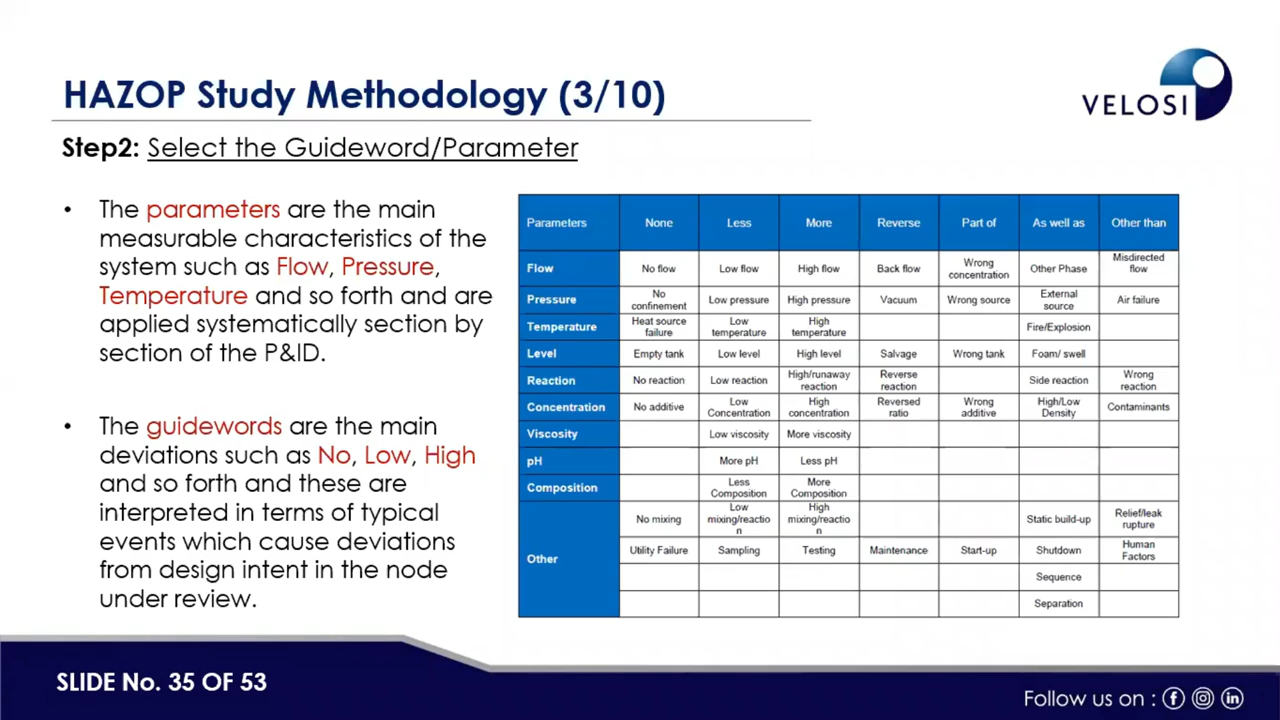 HAZOP Study Methodology (3/10)
VELOSI
Step2: Select the Guideword/Parameter
• The parameters are the main
measurable characteristics of the
system such as Flow, Pressure,
Temperature and so forth and are
applied systematically section by
section of the P&ID.
• The guidewords are the main
deviations such as No, Low, High
and so forth and these are
interpreted in terms of typical
events which cause deviations
from design intent in the node
under review.
Parameters None Less More Reverse Part of As well as Other than
Flow No flow Low flow High flow Back flow Wrong concentration Other Phase Misdirected flow
Pressure No confinement Low pressure High pressure Vacuum Wrong source External source Air failure
Temperature Heat source failure Low temperature High temperature Fire/Explosion
Level Empty tank Low level High level Salvage Wrong tank Foam/ swell
Reaction No reaction Low reaction High/runaway reaction Reverse reaction Side reaction Wrong reaction
Concentration No additive Low Concentration High concentration Reversed ratio Wrong additive High/Low Density Contaminants
Viscosity Low viscosity More viscosity
pH More pH Less pH
Composition Less Composition More Composition
Other No mixing Low mixing/reactio n High mixing/reactio n Static build-up Relief/leak rupture
Utility Failure Sampling Testing Maintenance Start-up Shutdown Human Factors
Sequence
Separation
SLIDE No. 35 OF 53
Follow us on :